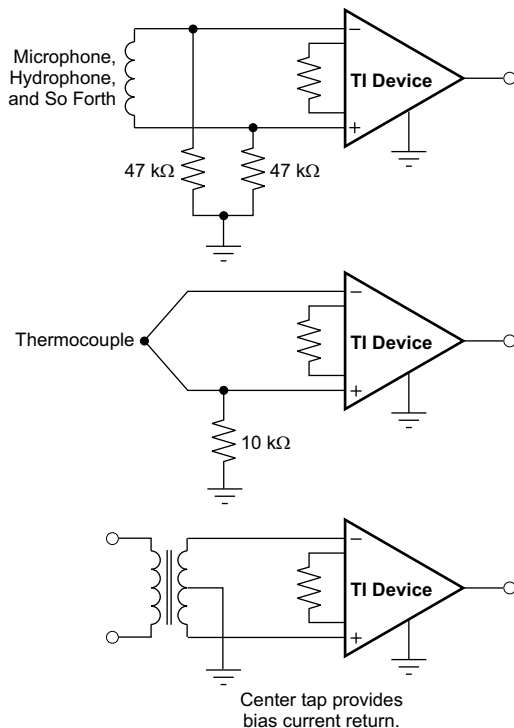 Microphone,
Hydrophone,
and So Forth
TI Device
47 kΩ
47 kΩ
Thermocouple
TI Device
10 kΩ
TI Device
Center tap provides
bias current return.